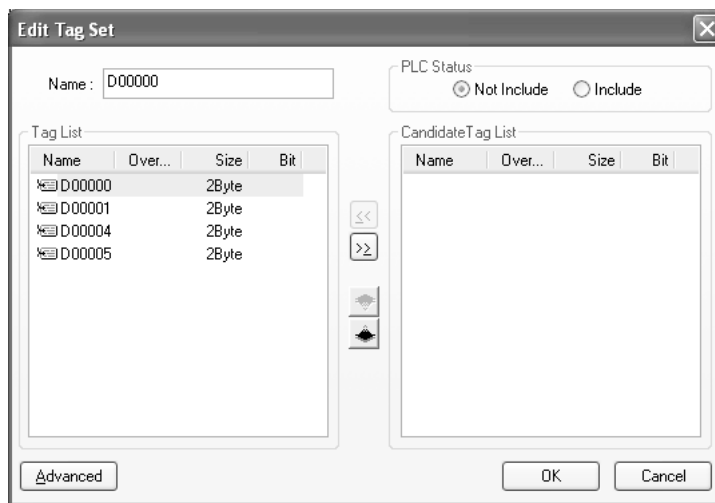 Edit Tag Set
Name : D00000
PLC Status
Not Include Include
Tag List
Name Over... Size Bit
D00000 2Byte
D00001 2Byte
D00004 2Byte
D00005 2Byte
<<
>>
CandidateTag List
Name Over... Size Bit
Advanced
OK Cancel